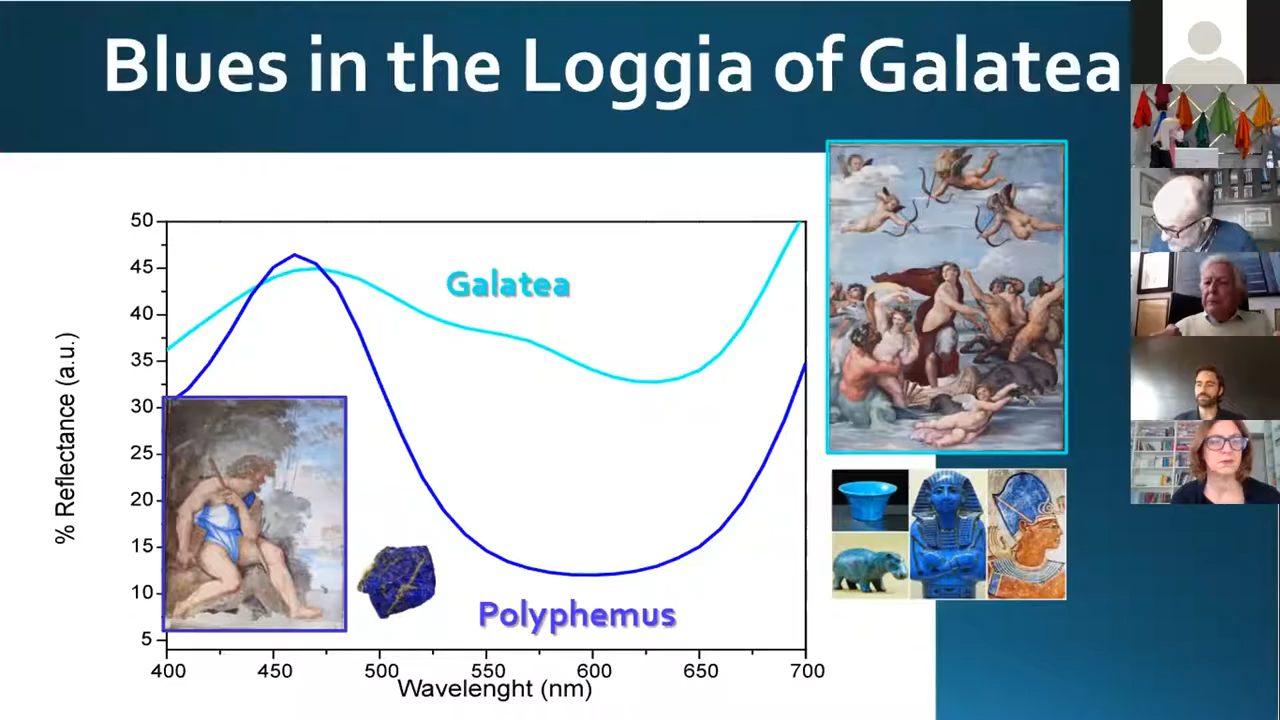 Blues in the Loggia of Galatea
50
45
40
35
30
25
20
15
10
5
% Reflectance (a.u.)
Galatea
Polyphemus
400 450 500 550 600 650 700
Wavelenght (nm)